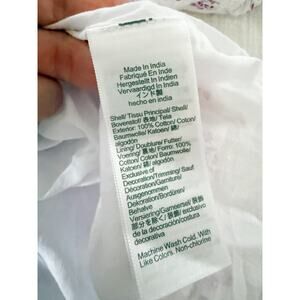 Made In India
Fabriqué En Inde
Hergestellt In Indien
Vervaardigd In India
インド製
hecho en india
Shell/ Tissu Principal/ Shell/
Bovenstof/ 表地/ Tela
Exterior: 100% Cotton/ Coton/
Baumwolle/ Katoen/ 綿/
algodón
Lining/ Doublure/ Futter/
Voering/ 裏地/ Forro: 100%
Cotton/ Coton/ Baumwolle/
Katoen/ 綿/ algodón
Exclusive of
Decoration/Trimming/ Sauf
Décoration/Garniture/
Ausgenommen
Dekoration/Bordüren/
Behalve
Versiering/Garneersel/ 装飾
部分を除く/ excluyendo
de la decoración/costura
decorativa
Machine Wash Cold. With
Like Colors. Non-chlorine